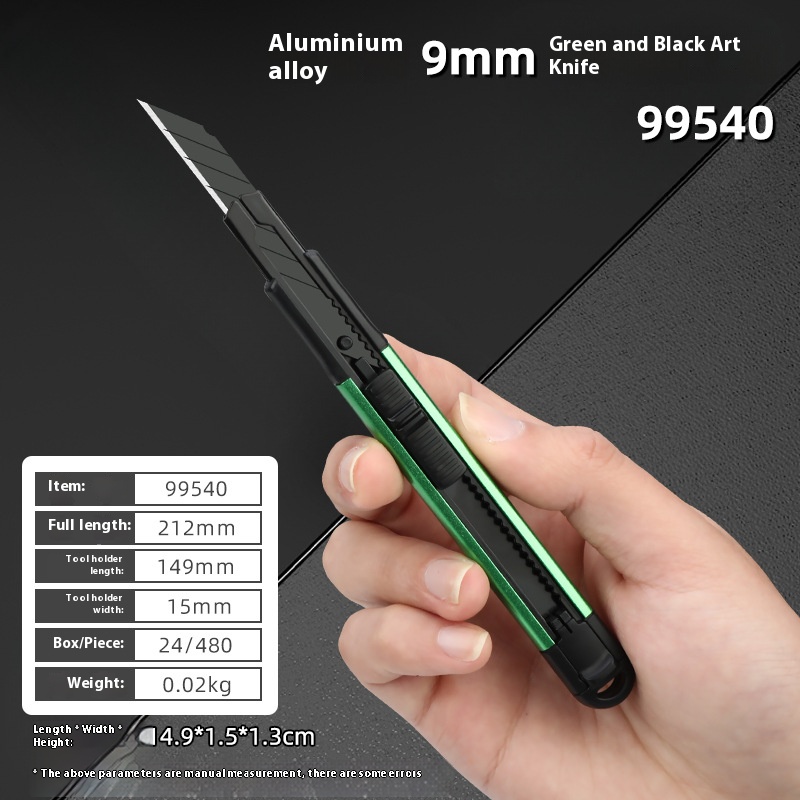 Aluminium
alloy
9mm
Green and Black Art
Knife
99540
Item: 99540
Full length: 212mm
Tool holder
length: 149mm
Tool holder
width: 15mm
Box/Piece: 24/480
Weight: 0.02kg
Length * Width *
Height:
14.9*1.5*1.3cm
* The above parameters are manual measurement, there are some errors